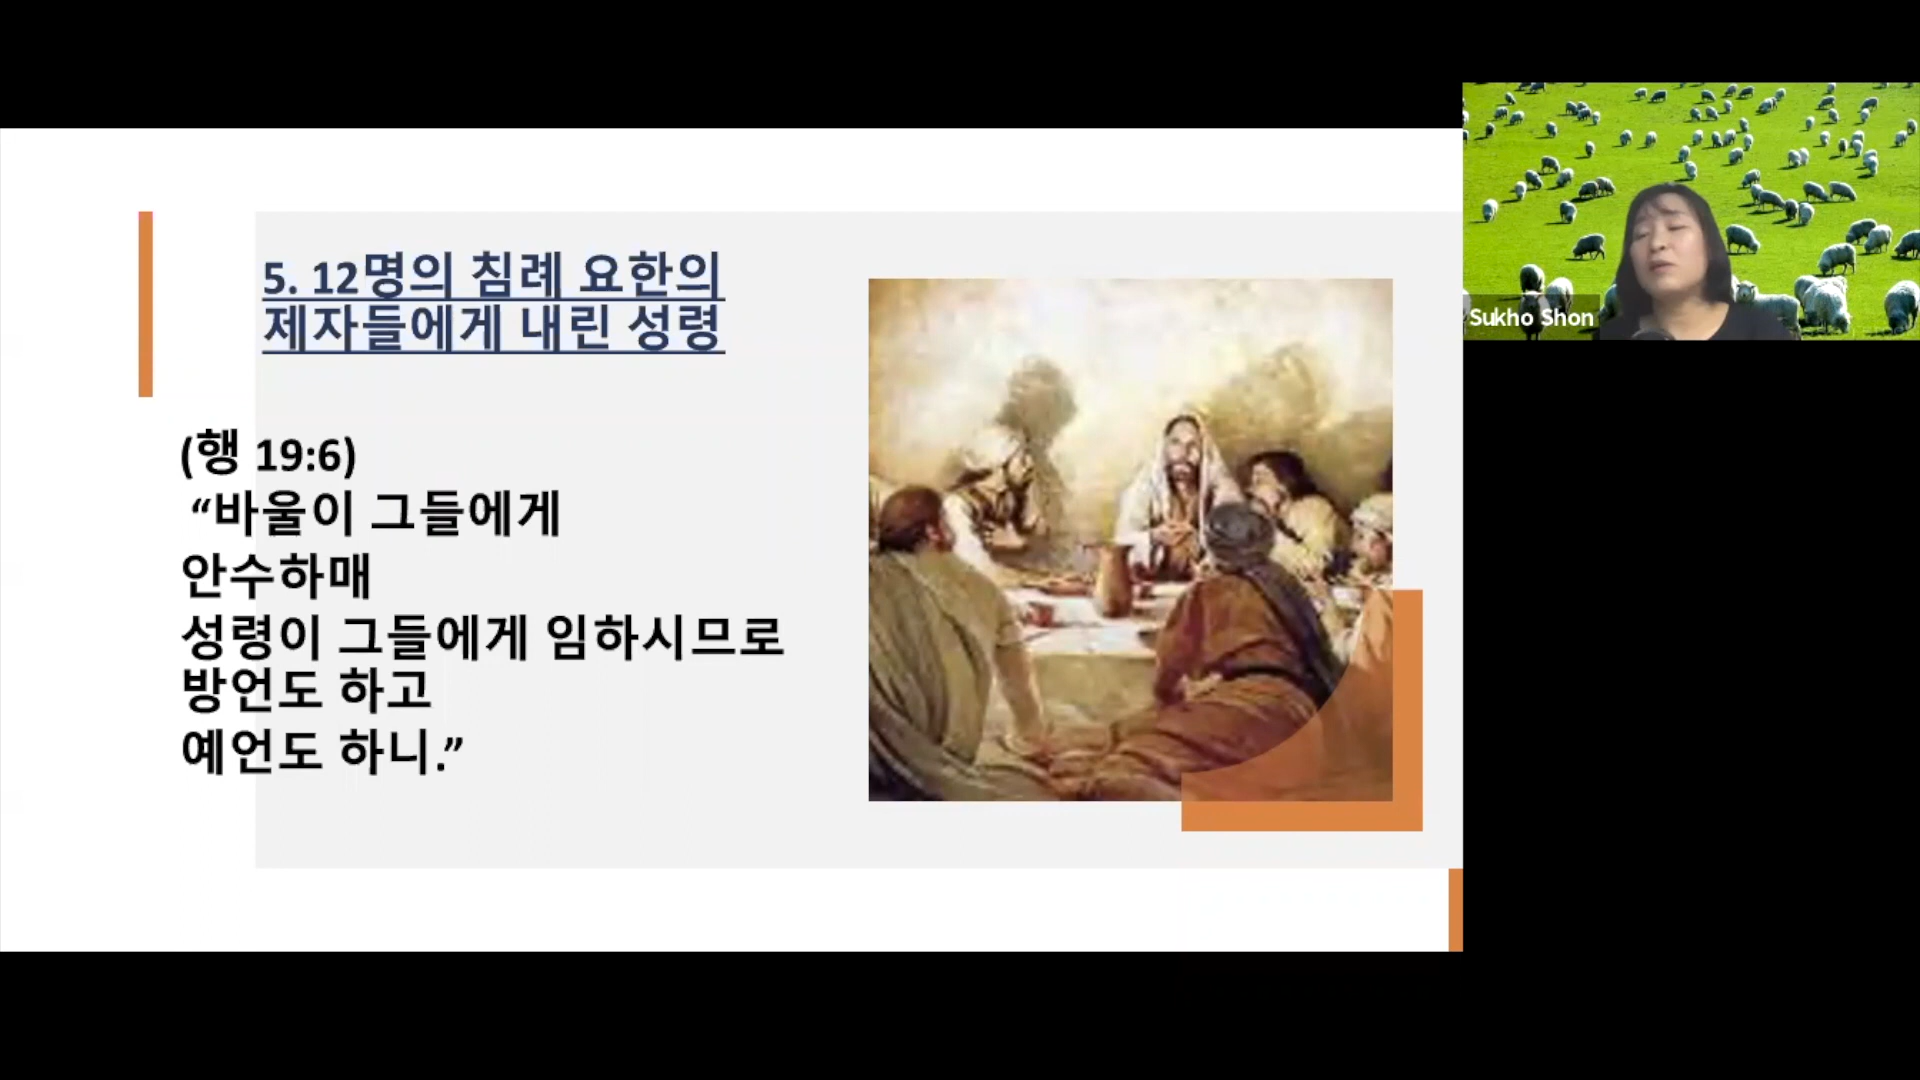 5. 12명의 침례 요한의
제자들에게 내린 성령
(행 19:6)
“바울이 그들에게
안수하매
성령이 그들에게 임하시므로
방언도 하고
예언도 하니.”
Sukho Shon